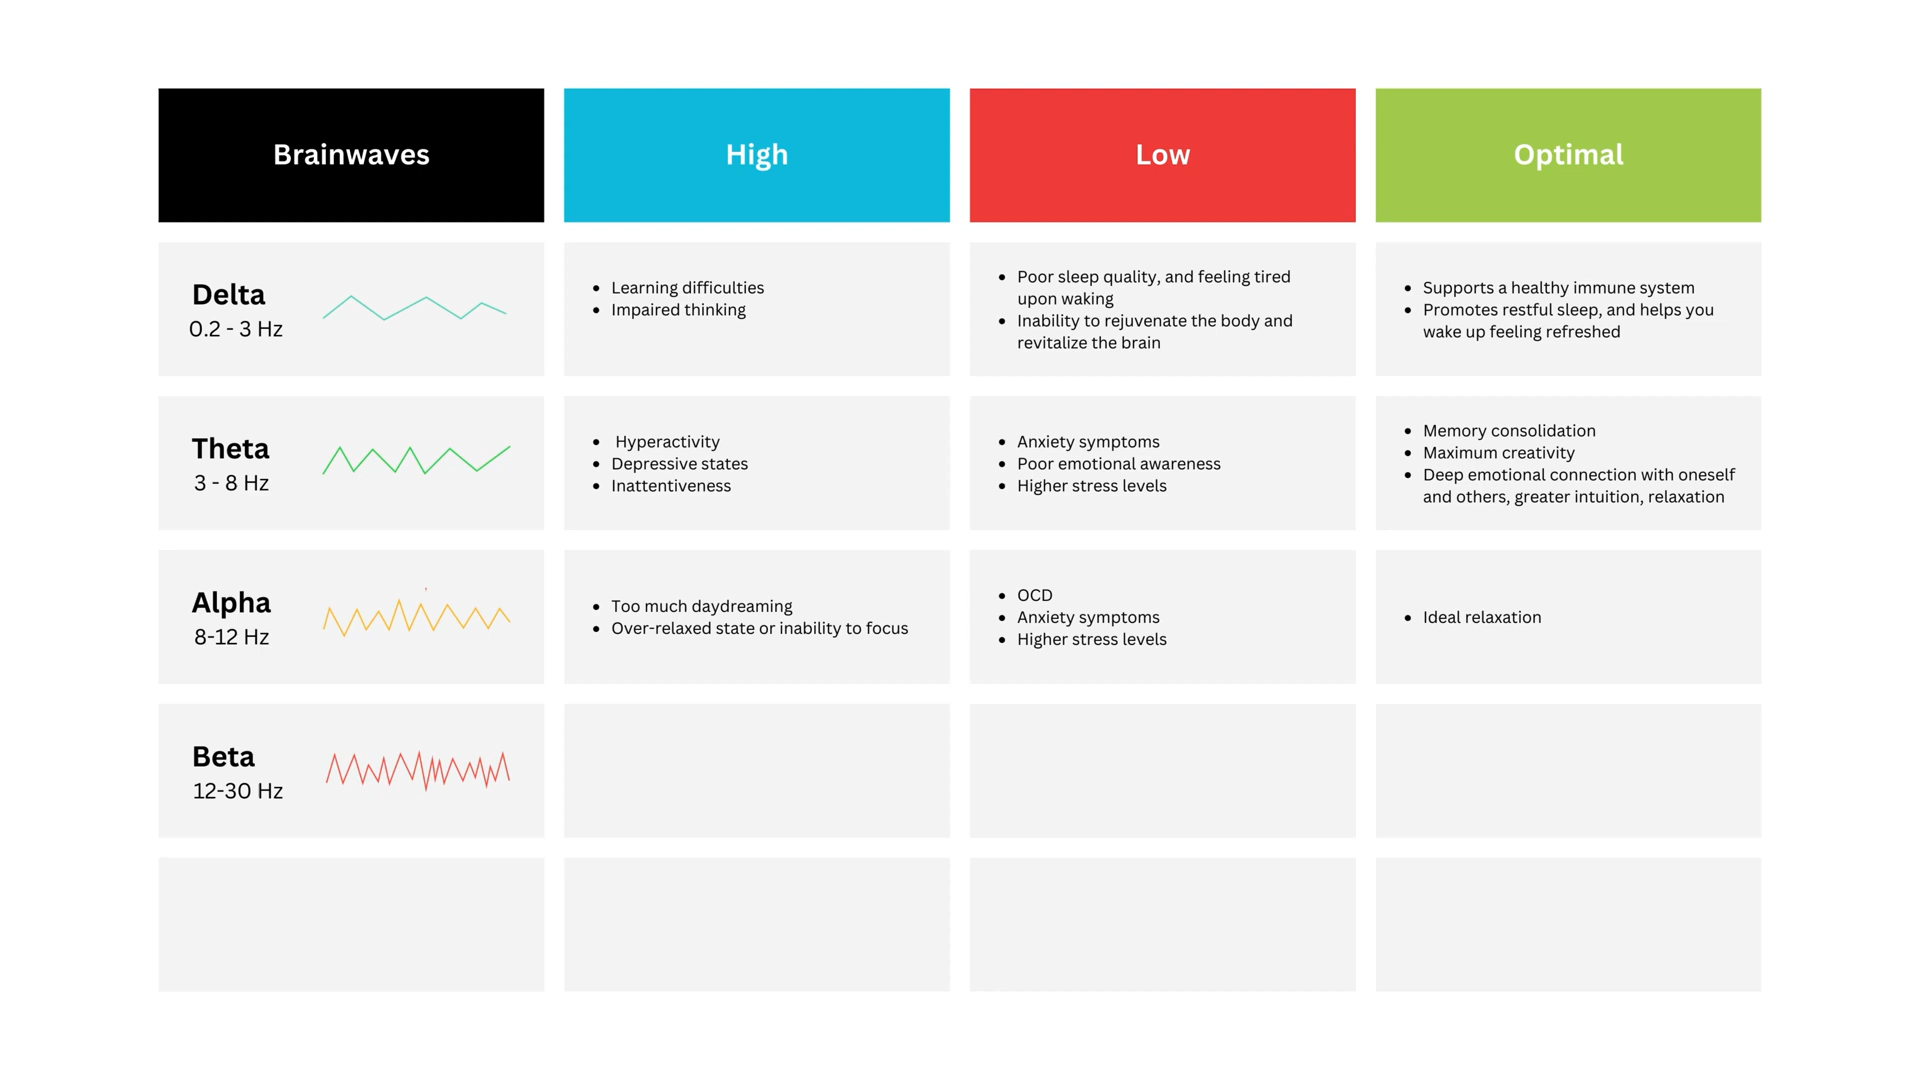 Brainwaves
High
Low
Optimal
Delta
0.2 - 3 Hz
• Learning difficulties
• Impaired thinking
• Poor sleep quality, and feeling tired
upon waking
• Inability to rejuvenate the body and
revitalize the brain
• Supports a healthy immune system
• Promotes restful sleep, and helps you
wake up feeling refreshed
Theta
3 - 8 Hz
• Hyperactivity
• Depressive states
• Inattentiveness
• Anxiety symptoms
• Poor emotional awareness
• Higher stress levels
• Memory consolidation
• Maximum creativity
• Deep emotional connection with oneself
and others, greater intuition, relaxation
Alpha
8-12 Hz
• Too much daydreaming
• Over-relaxed state or inability to focus
• OCD
• Anxiety symptoms
• Higher stress levels
• Ideal relaxation
Beta
12-30 Hz